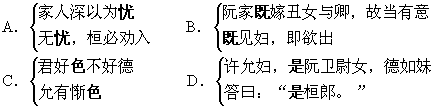 A. 家人深以为忧 无忧，桓必劝入
B. 阮家既嫁丑女与卿，故当有意 既见妇，即欲出
C. 君好色不好德 允有惭色
D. 许允妇，是阮卫尉女，德如妹 答曰：“是桓郎。”